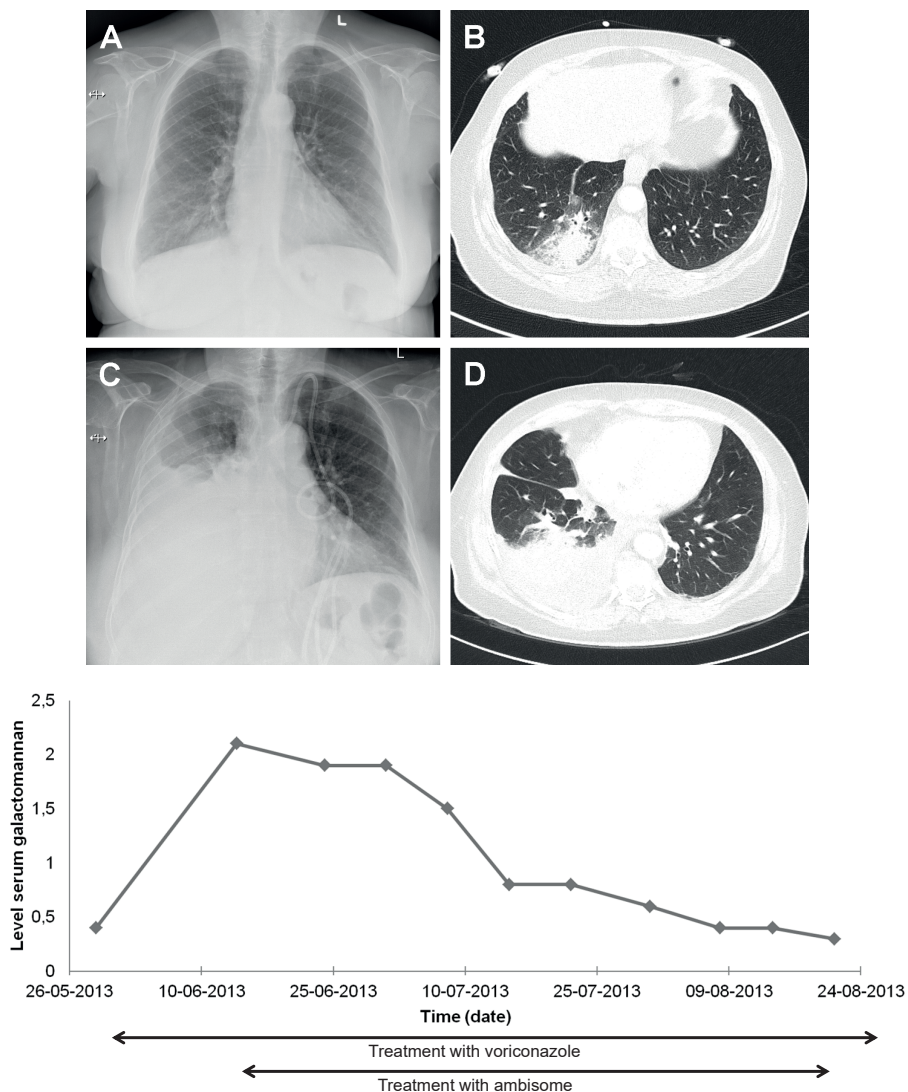 A
L
B
C
L
D
2,5
2
1,5
1
0,5
0
Level serum galactomannan
26-05-2013 10-06-2013 25-06-2013 10-07-2013 25-07-2013 09-08-2013 24-08-2013
Time (date)
Treatment with voriconazole
Treatment with ambisome